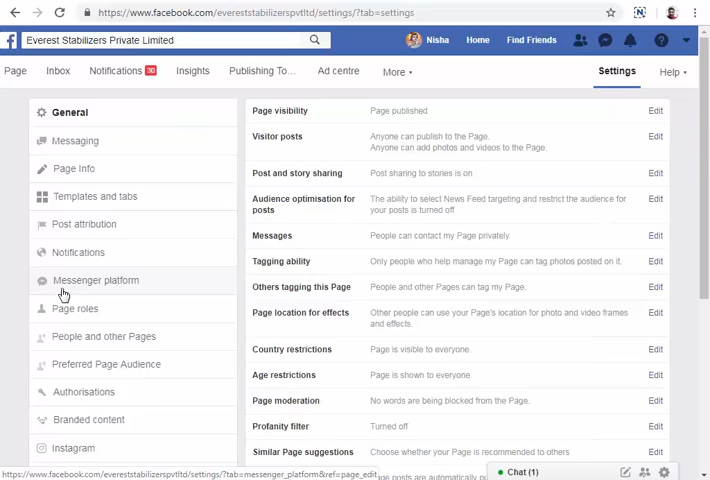 https://www.facebook.com/evereststabilizerspvtltd/settings/?tab=settings
Everest Stabilizers Private Limited
Nisha
Home
Find Friends
Page
Inbox
Notifications 30
Insights
Publishing To...
Ad centre
More
Settings
Help
General
Messaging
Page Info
Templates and tabs
Post attribution
Notifications
Messenger platform
Page roles
People and other Pages
Preferred Page Audience
Authorisations
Branded content
Instagram
Page visibility Page published Edit
Visitor posts Anyone can publish to the Page. Edit
Anyone can add photos and videos to the Page.
Post and story sharing Post sharing to stories is on Edit
Audience optimisation for The ability to select News Feed targeting and restrict the audience for Edit
posts your posts is turned off
Messages People can contact my Page privately. Edit
Tagging ability Only people who help manage my Page can tag photos posted on it. Edit
Others tagging this Page People and other Pages can tag my Page. Edit
Page location for effects Other people can use your Page's location for photo and video frames Edit
and effects.
Country restrictions Page is visible to everyone. Edit
Age restrictions Page is shown to everyone. Edit
Page moderation No words are being blocked from the Page. Edit
Profanity filter Turned off Edit
Similar Page suggestions Choose whether your Page is recommended to others Edit
https://www.facebook.com/evereststabilizerspvtltd/settings/?tab=messenger_platform&ref=page_edit
Chat (1)